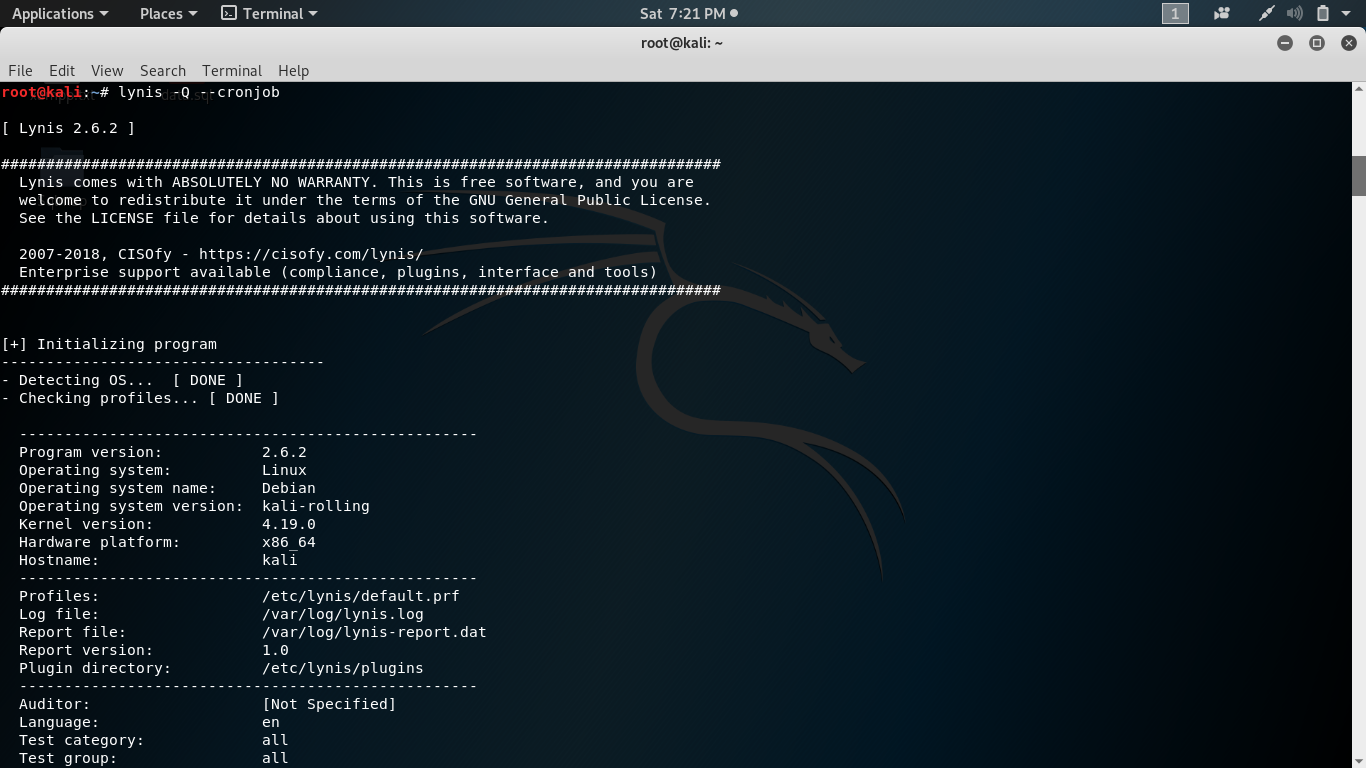 Applications Places Terminal Sat 7:21 PM 1
root@kali: ~
File Edit View Search Terminal Help
root@kali:~# lynis -Q --cronjob
[ Lynis 2.6.2 ]
################################################################################
Lynis comes with ABSOLUTELY NO WARRANTY. This is free software, and you are
welcome to redistribute it under the terms of the GNU General Public License.
See the LICENSE file for details about using this software.
2007-2018, CISOfy - https://cisofy.com/lynis/
Enterprise support available (compliance, plugins, interface and tools)
################################################################################
[+] Initializing program
------------------------------------
- Detecting OS...  [ DONE ]
- Checking profiles... [ DONE ]
---------------------------------------------------
Program version: 2.6.2
Operating system: Linux
Operating system name: Debian
Operating system version: kali-rolling
Kernel version: 4.19.0
Hardware platform: x86_64
Hostname: kali
---------------------------------------------------
Profiles: /etc/lynis/default.prf
Log file: /var/log/lynis.log
Report file: /var/log/lynis-report.dat
Report version: 1.0
Plugin directory: /etc/lynis/plugins
---------------------------------------------------
Auditor: [Not Specified]
Language: en
Test category: all
Test group: all